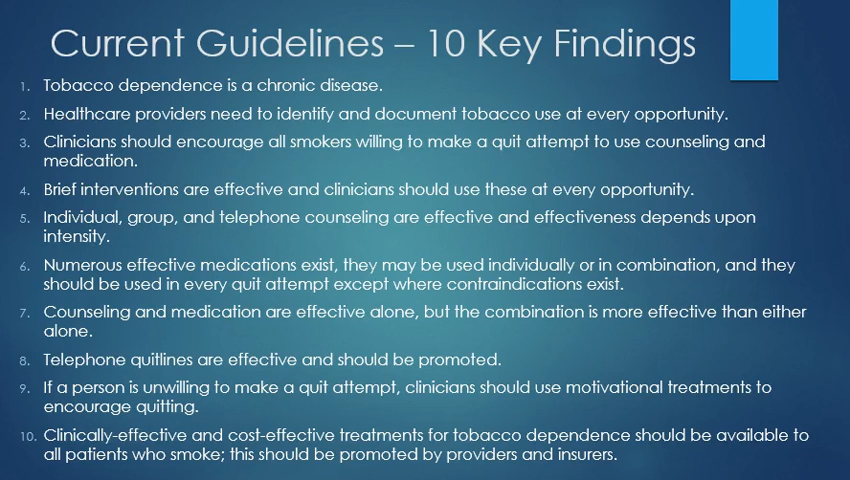 Current Guidelines – 10 Key Findings
1. Tobacco dependence is a chronic disease.
2. Healthcare providers need to identify and document tobacco use at every opportunity.
3. Clinicians should encourage all smokers willing to make a quit attempt to use counseling and
medication.
4. Brief interventions are effective and clinicians should use these at every opportunity.
5. Individual, group, and telephone counseling are effective and effectiveness depends upon
intensity.
6. Numerous effective medications exist, they may be used individually or in combination, and they
should be used in every quit attempt except where contraindications exist.
7. Counseling and medication are effective alone, but the combination is more effective than either
alone.
8. Telephone quitlines are effective and should be promoted.
9. If a person is unwilling to make a quit attempt, clinicians should use motivational treatments to
encourage quitting.
10. Clinically-effective and cost-effective treatments for tobacco dependence should be available to
all patients who smoke; this should be promoted by providers and insurers.